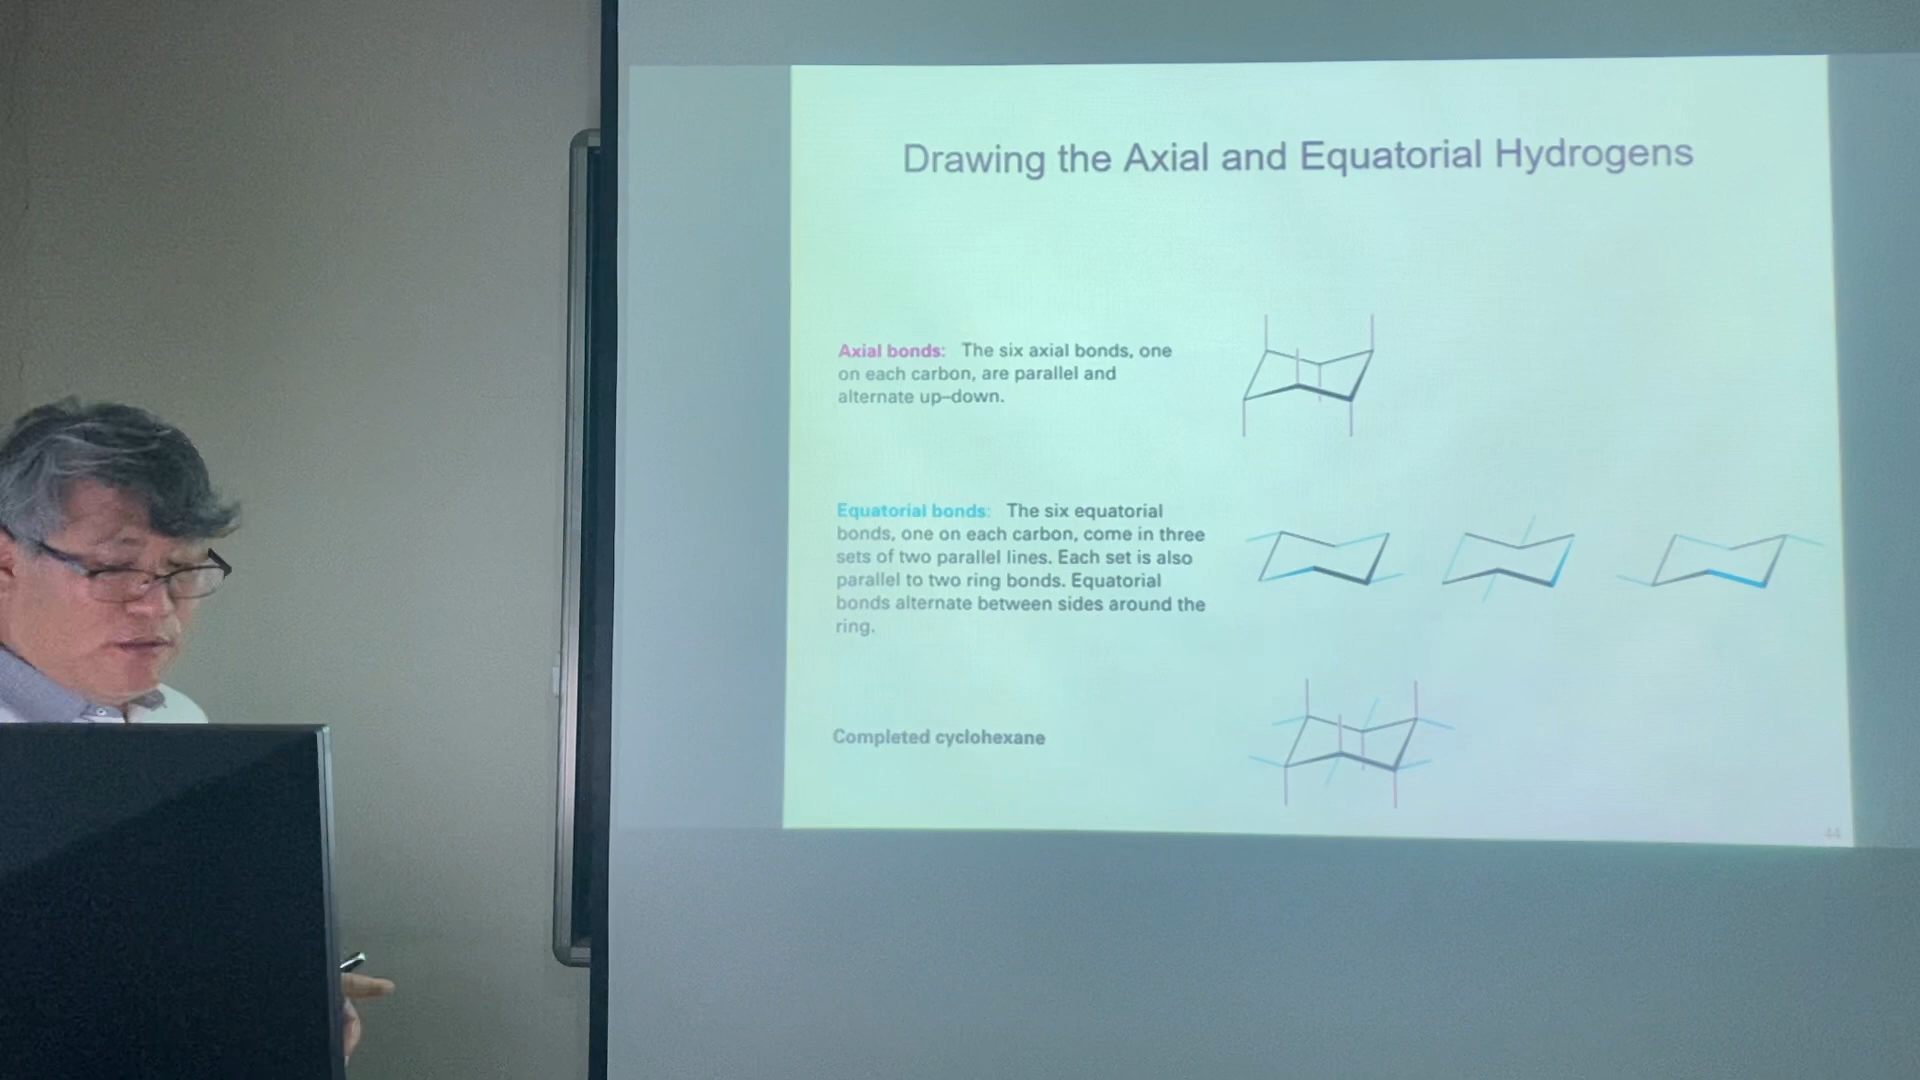 Drawing the Axial and Equatorial Hydrogens
Axial bonds: The six axial bonds, one
on each carbon, are parallel and
alternate up–down.
Equatorial bonds: The six equatorial
bonds, one on each carbon, come in three
sets of two parallel lines. Each set is also
parallel to two ring bonds. Equatorial
bonds alternate between sides around the
ring.
Completed cyclohexane
44